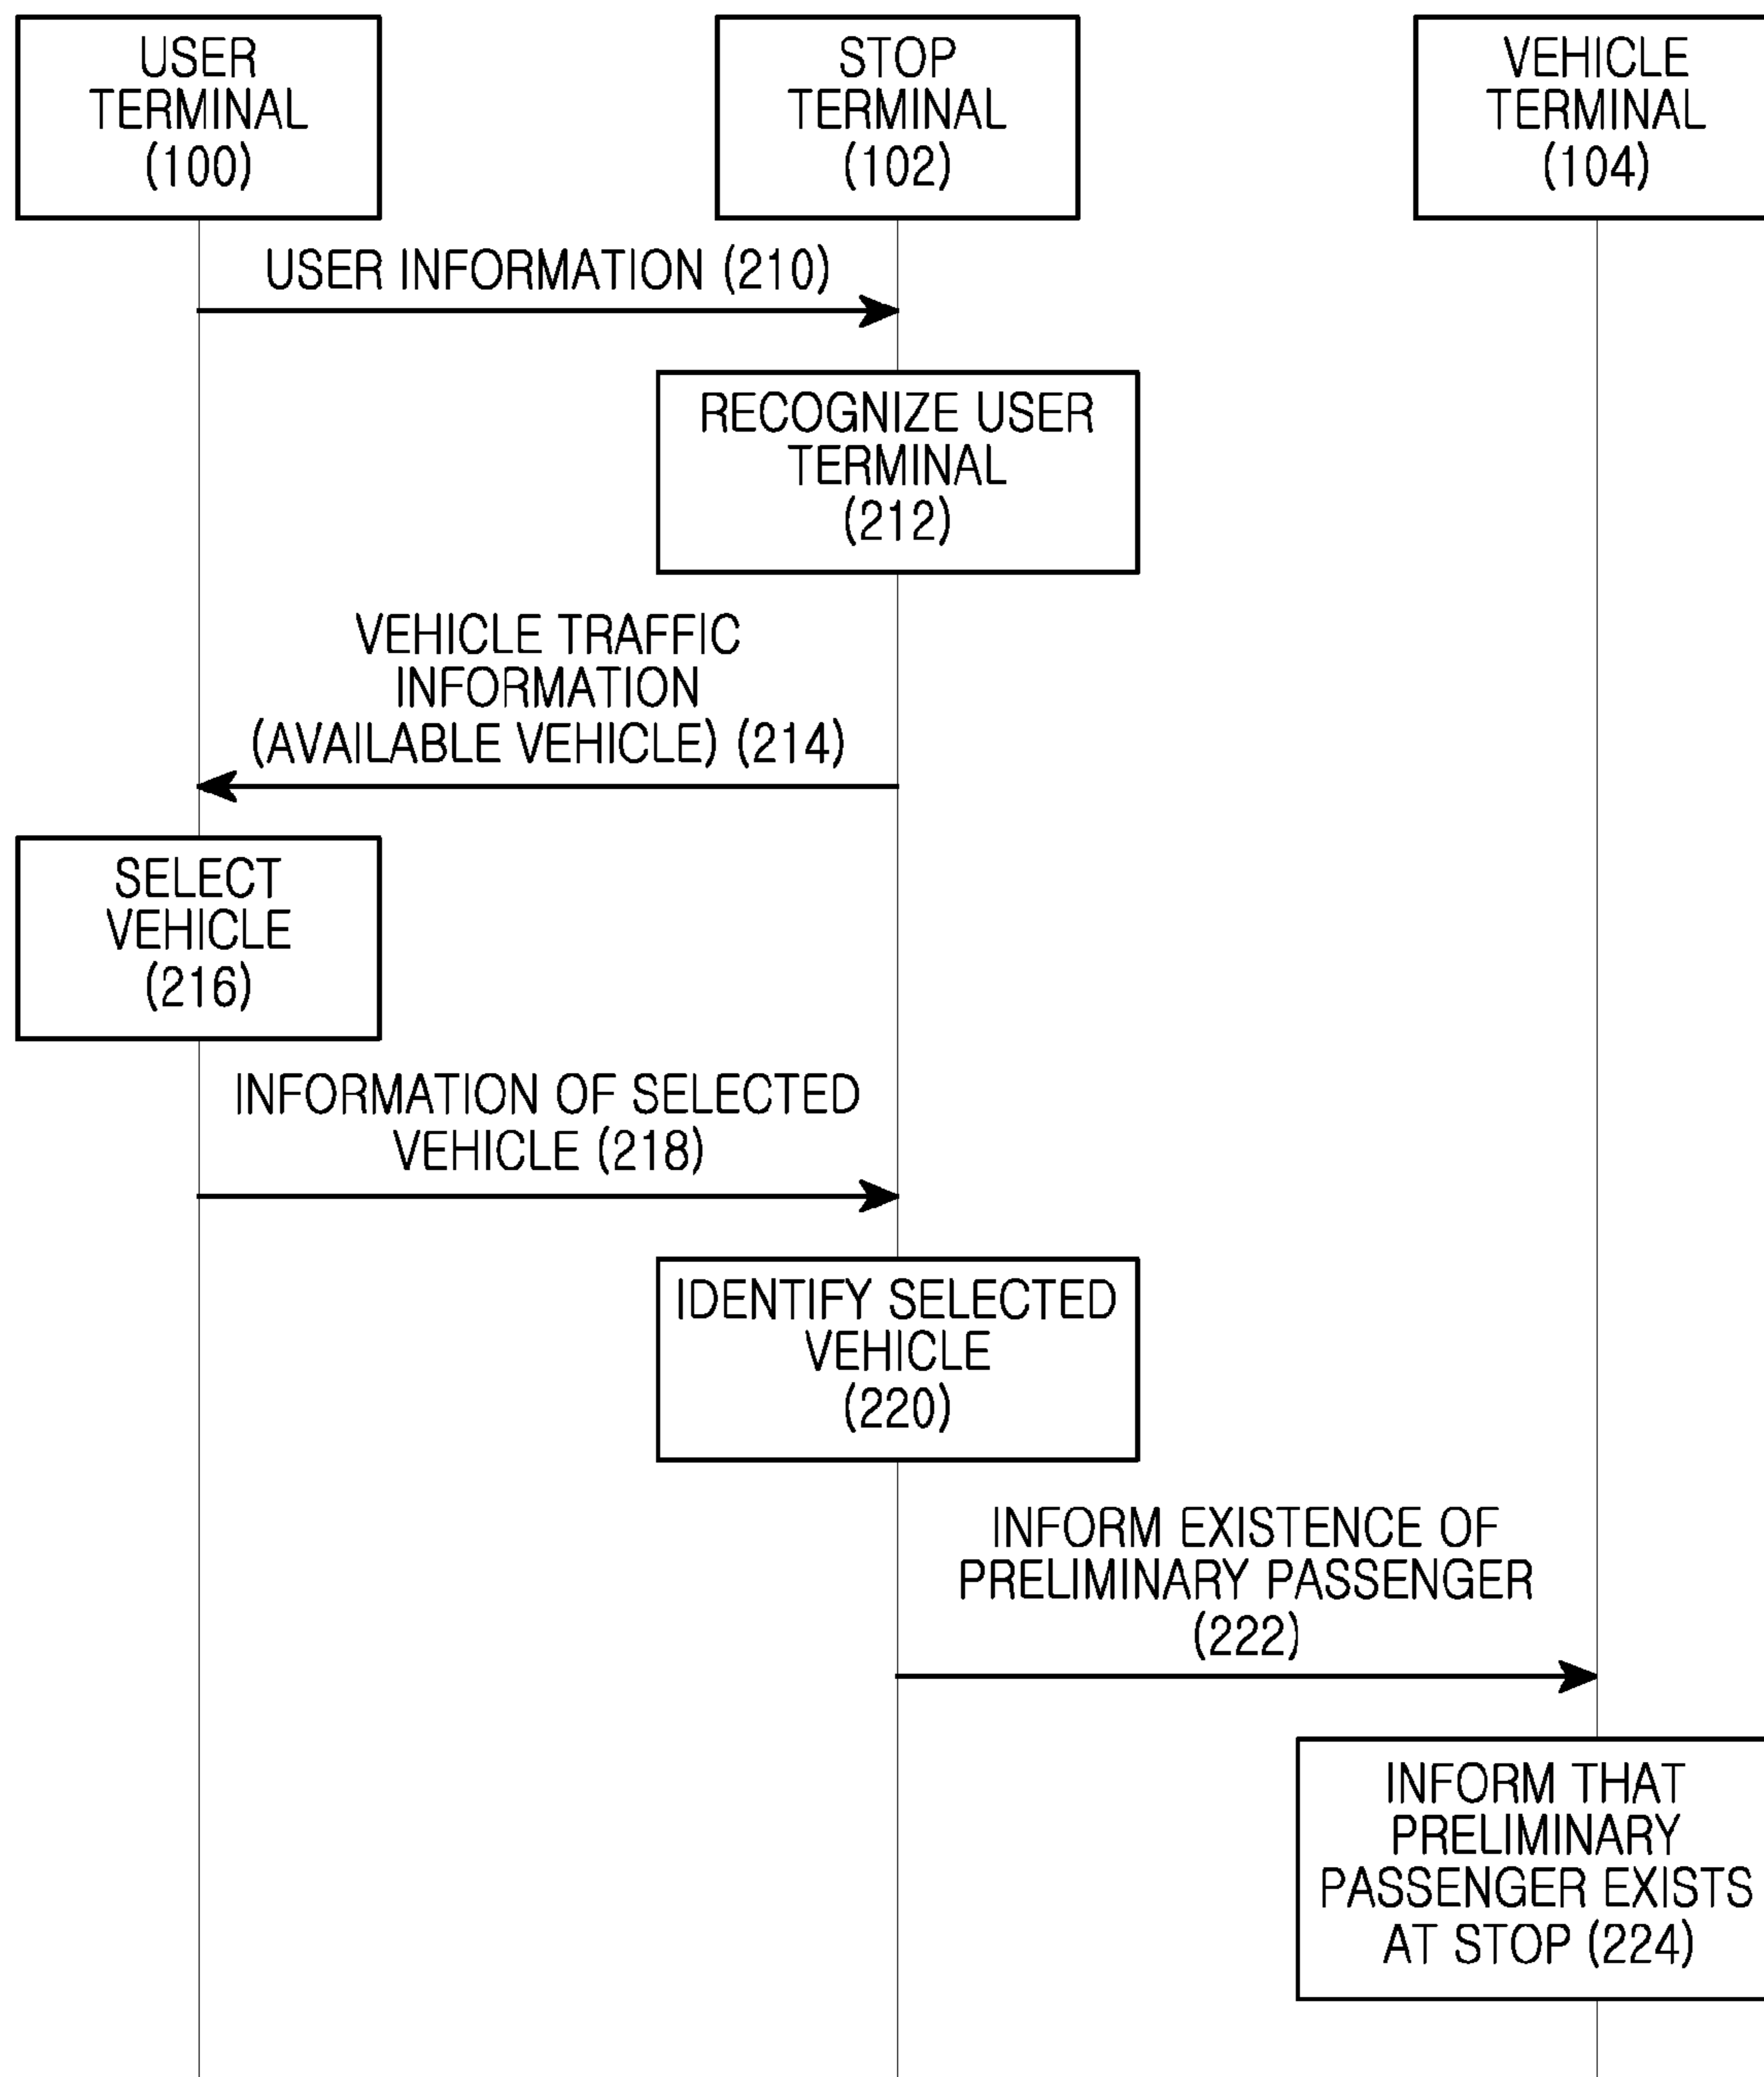 USER
TERMINAL
(100)
STOP
TERMINAL
(102)
VEHICLE
TERMINAL
(104)
USER INFORMATION (210)
RECOGNIZE USER
TERMINAL
(212)
VEHICLE TRAFFIC
INFORMATION
(AVAILABLE VEHICLE) (214)
SELECT
VEHICLE
(216)
INFORMATION OF SELECTED
VEHICLE (218)
IDENTIFY SELECTED
VEHICLE
(220)
INFORM EXISTENCE OF
PRELIMINARY PASSENGER
(222)
INFORM THAT
PRELIMINARY
PASSENGER EXISTS
AT STOP (224)